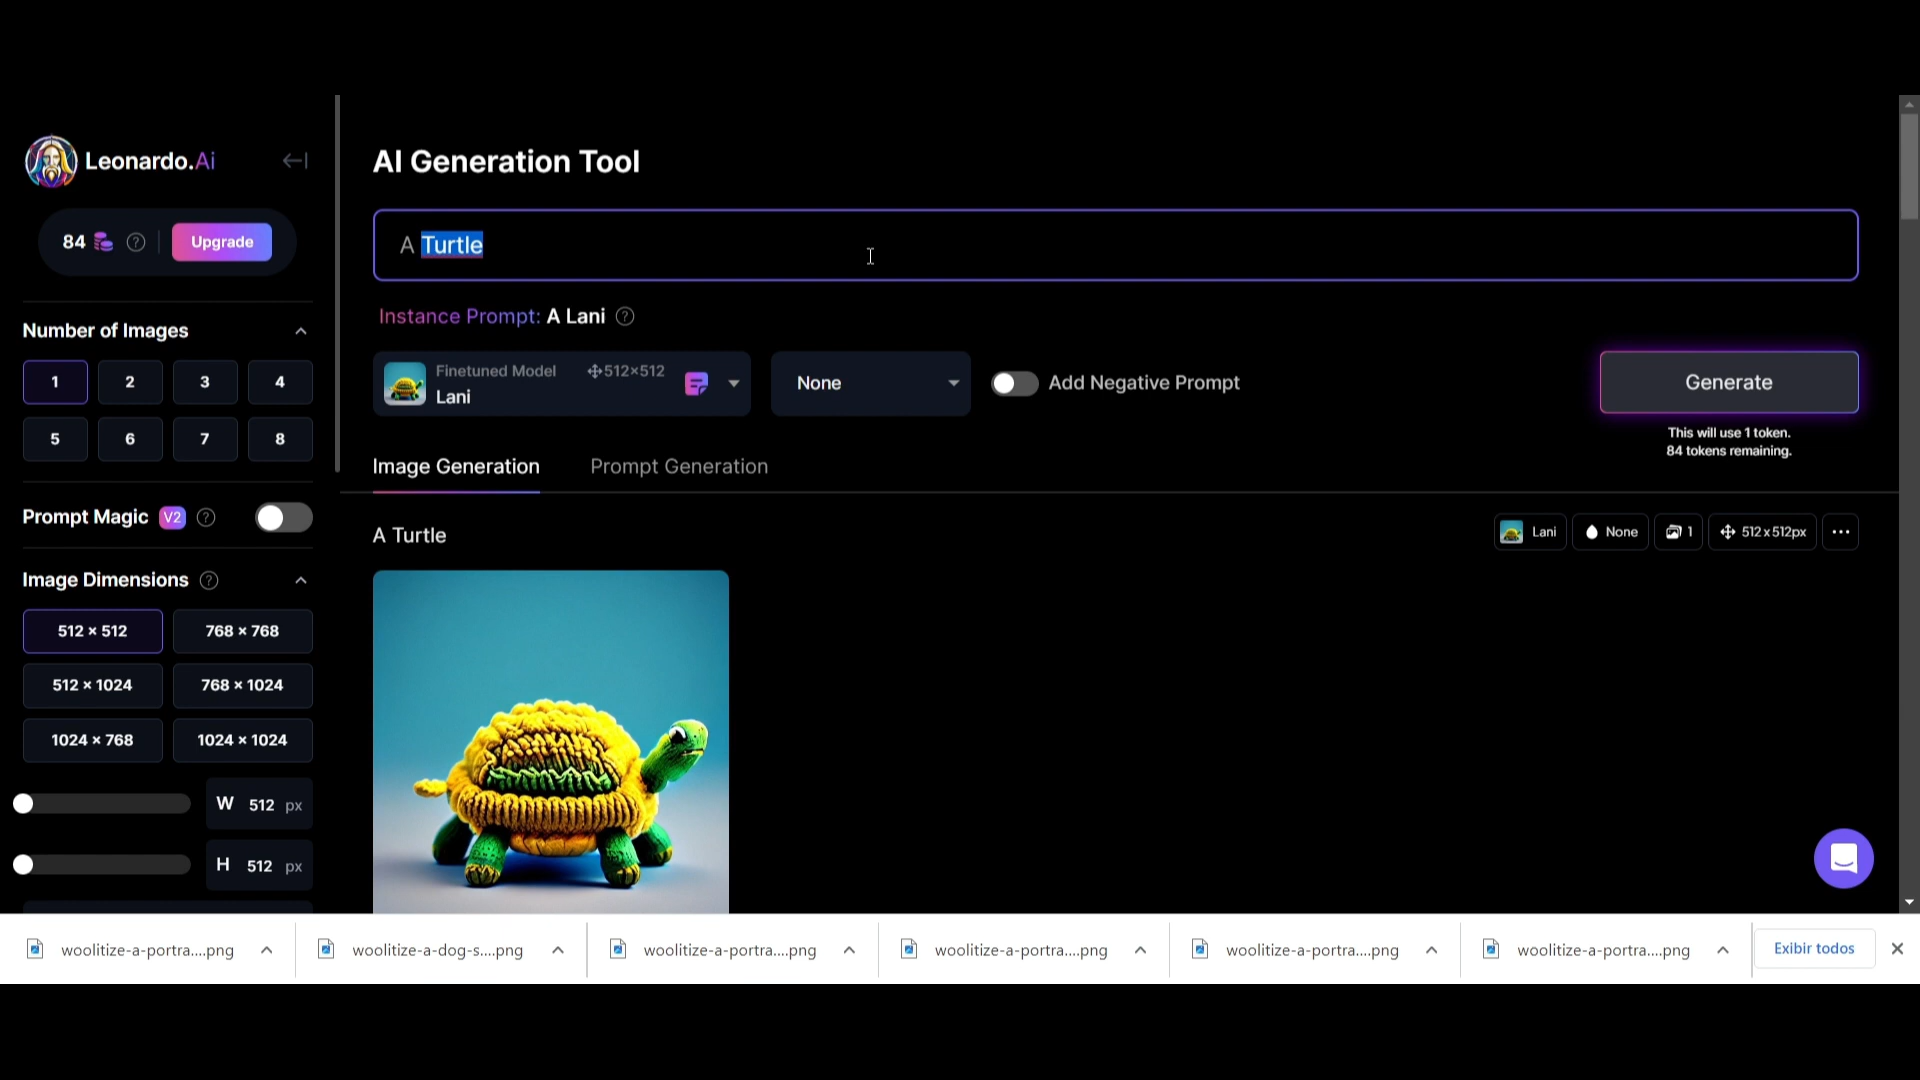 Leonardo.Ai
84
Upgrade
Number of Images
1 2 3 4
5 6 7 8
Prompt Magic V2
Image Dimensions
512 × 512 768 × 768
512 × 1024 768 × 1024
1024 × 768 1024 × 1024
W 512 px
H 512 px
AI Generation Tool
A Turtle
Instance Prompt: A Lani
Finetuned Model 512×512
Lani
None
Add Negative Prompt
Generate
This will use 1 token.
84 tokens remaining.
Image Generation Prompt Generation
A Turtle
Lani None 1 512 x 512px
woolitize-a-portra....png woolitize-a-dog-s....png woolitize-a-portra....png woolitize-a-portra....png woolitize-a-portra....png woolitize-a-portra....png Exibir todos